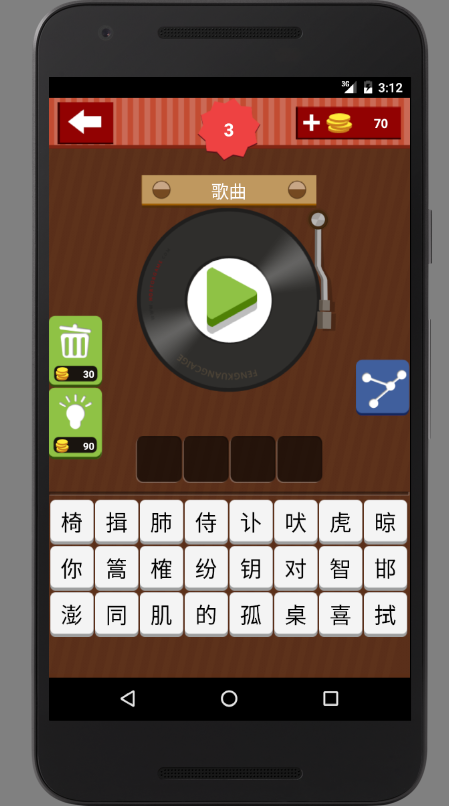 3G 3:12
3
70
歌曲
FENGKUANGCAIGE
30
90
椅 揖 肺 侍 讣 吠 虎 晾
你 篙 榷 纷 钥 对 智 邯
澎 同 肌 的 孤 桌 喜 拭